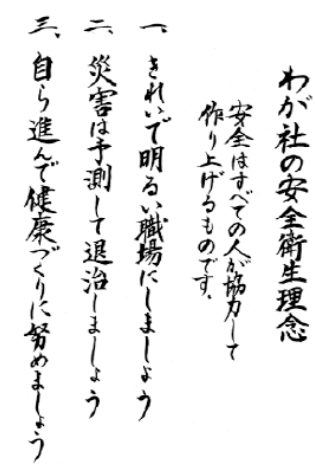 わが社の安全衛生理念
安全はすべての人が協力して
作り上げるものです。
一、きれいで明るい職場にしましょう
二、災害は予測して退治しましょう
三、自ら進んで健康づくりに努めましょう